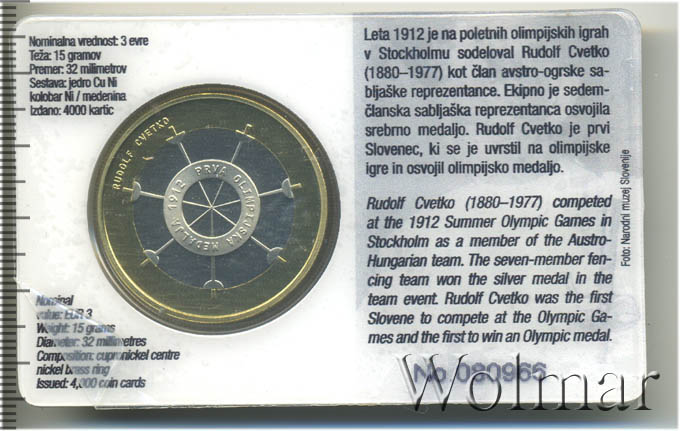 Nominalna vrednost: 3 evre
Teža: 15 gramov
Premer: 32 milimetrov
Sestava: jedro Cu Ni
kolobar Ni / medenina
Izdano: 4000 kartic
RUDOLF CVETKO
PRVA OLIMPIJSKA MEDALJA 1912
Nominal
value: EUR 3
Weight: 15 grams
Diameter: 32 millimetres
Composition: cupronickel centre
nickel brass ring
Issued: 4,000 coin cards
Leta 1912 je na poletnih olimpijskih igrah
v Stockholmu sodeloval Rudolf Cvetko
(1880–1977) kot član avstro-ogrske sa-
bljaške reprezentance. Ekipno je sedem-
članska sabljaška reprezentanca osvojila
srebrno medaljo. Rudolf Cvetko je prvi
Slovenec, ki se je uvrstil na olimpijske
igre in osvojil olimpijsko medaljo.
Rudolf Cvetko (1880–1977) competed
at the 1912 Summer Olympic Games in
Stockholm as a member of the Austro-
Hungarian team. The seven-member fen-
cing team won the silver medal in the
team event. Rudolf Cvetko was the first
Slovene to compete at the Olympic Ga-
mes and the first to win an Olympic medal.
Foto: Narodni muzej Slovenije
No 080966
Wolmar